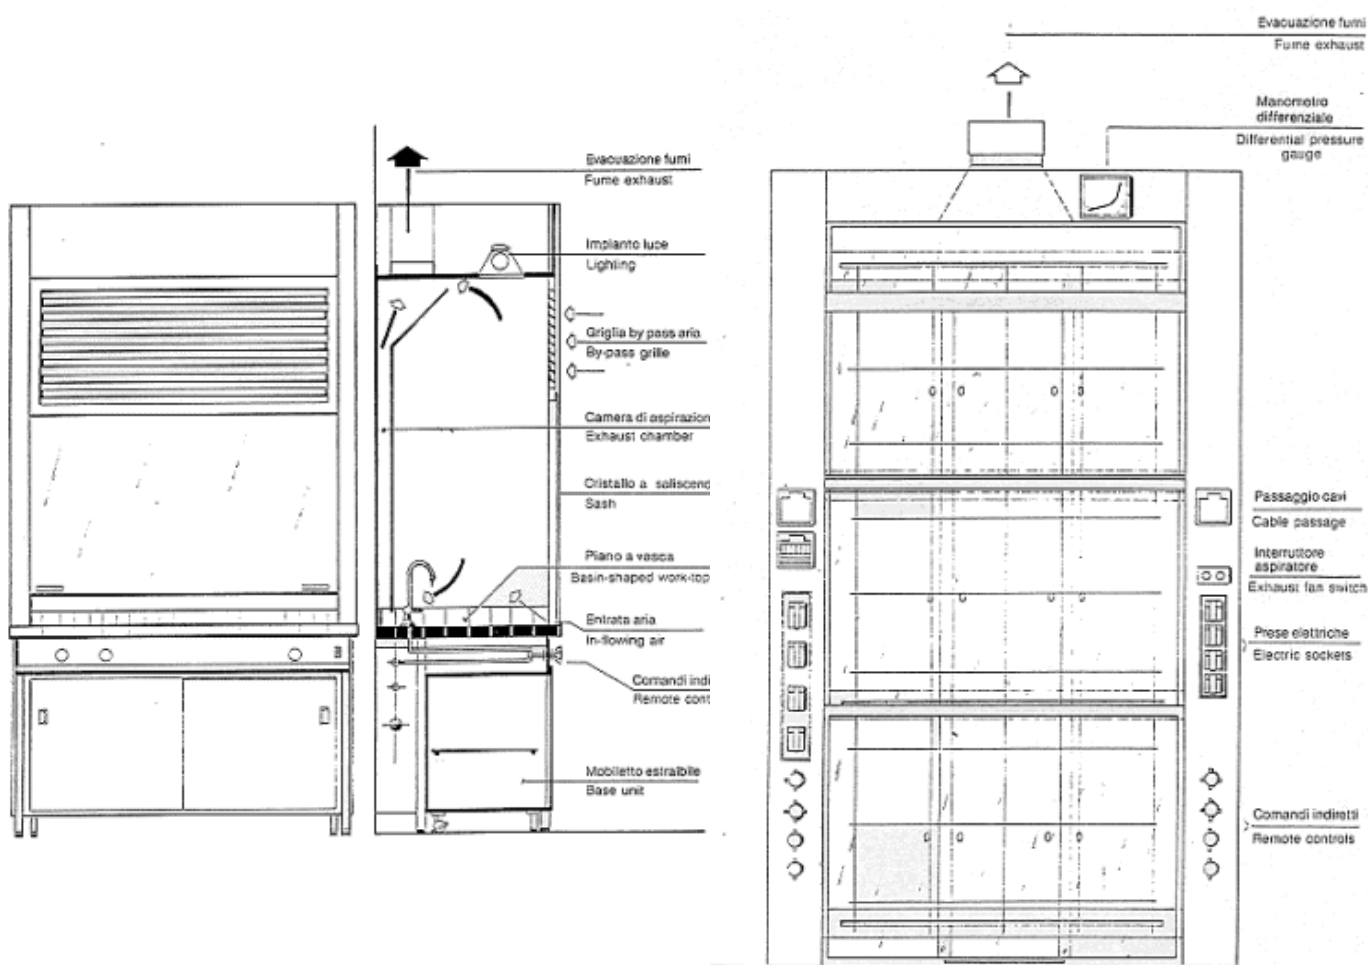 Evacuazione fumi
Fume exhaust
Impianto luce
Lighling
Griglia by pass aria
By-pass grille
Camera di aspirazion
Exhaust chamber
Cristallo a saliscend
Sash
Piano a vasca
Basin-shaped work-top
Entrata aria
In-flowing air
Comandi indi
Remote cont
Mobiletto estraibile
Base unit
Evacuazione fumi
Fume exhaust
Manometro
differenziale
Differential pressure
gauge
Passaggio cavi
Cable passage
Interruttore
aspiratore
Exhaust fan switch
Prese elettriche
Electric sockets
Comandi indiretti
Remote controls